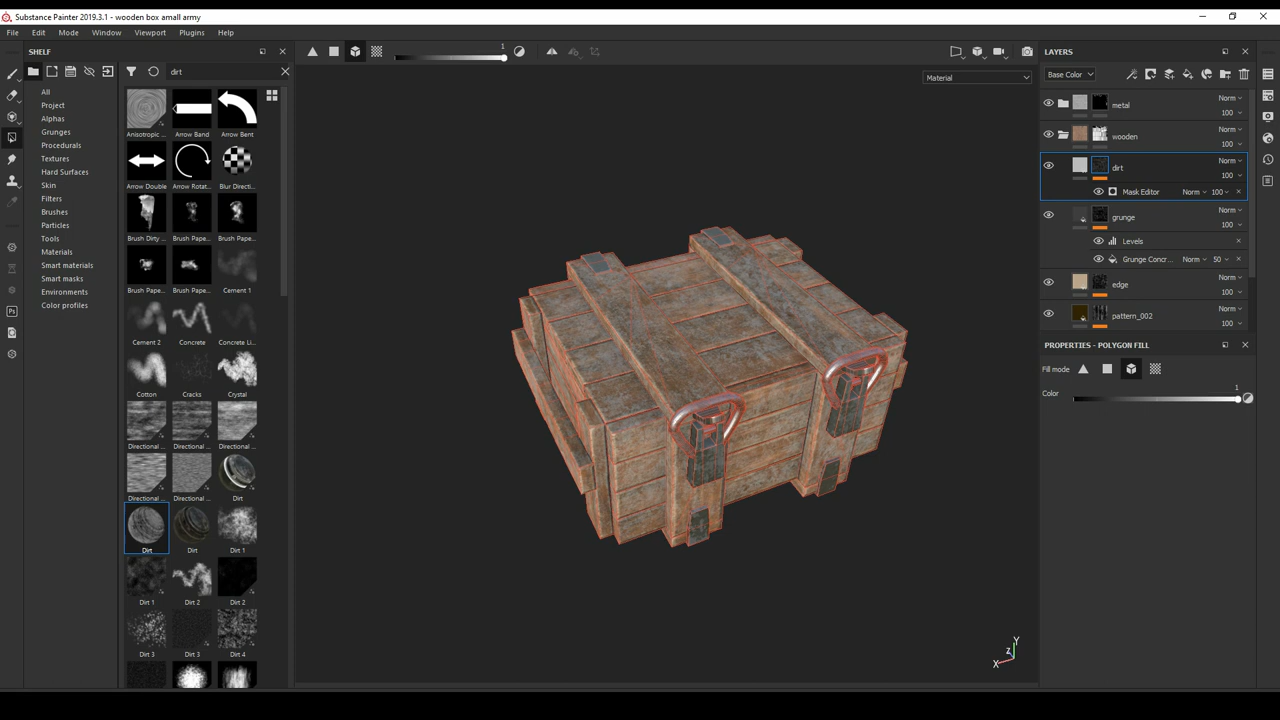 Substance Painter 2019.3.1 - wooden box amall army
File Edit Mode Window Viewport Plugins Help
SHELF
1
LAYERS
dirt
Material
Base Color
All
Project
Alphas
Grunges
Procedurals
Textures
Hard Surfaces
Skin
Filters
Brushes
Particles
Tools
Materials
Smart materials
Smart masks
Environments
Color profiles
Anisotropic ... Arrow Band Arrow Bent
Arrow Double Arrow Rotat... Blur Directi...
Brush Dirty ... Brush Pape... Brush Pape...
Brush Pape... Brush Pape... Cement 1
Cement 2 Concrete Concrete Li...
Cotton Cracks Crystal
Directional ... Directional ... Directional ...
Directional ... Directional ... Dirt
Dirt Dirt Dirt 1
Dirt 1 Dirt 2 Dirt 2
Dirt 3 Dirt 3 Dirt 4
Y
Z
X
metal Norm
100
wooden Norm
100
dirt Norm
100
Mask Editor Norm 100
grunge Norm
100
Levels
Grunge Concr... Norm 50
edge Norm
100
pattern_002 Norm
100
PROPERTIES - POLYGON FILL
Fill mode
Color 1
Ps